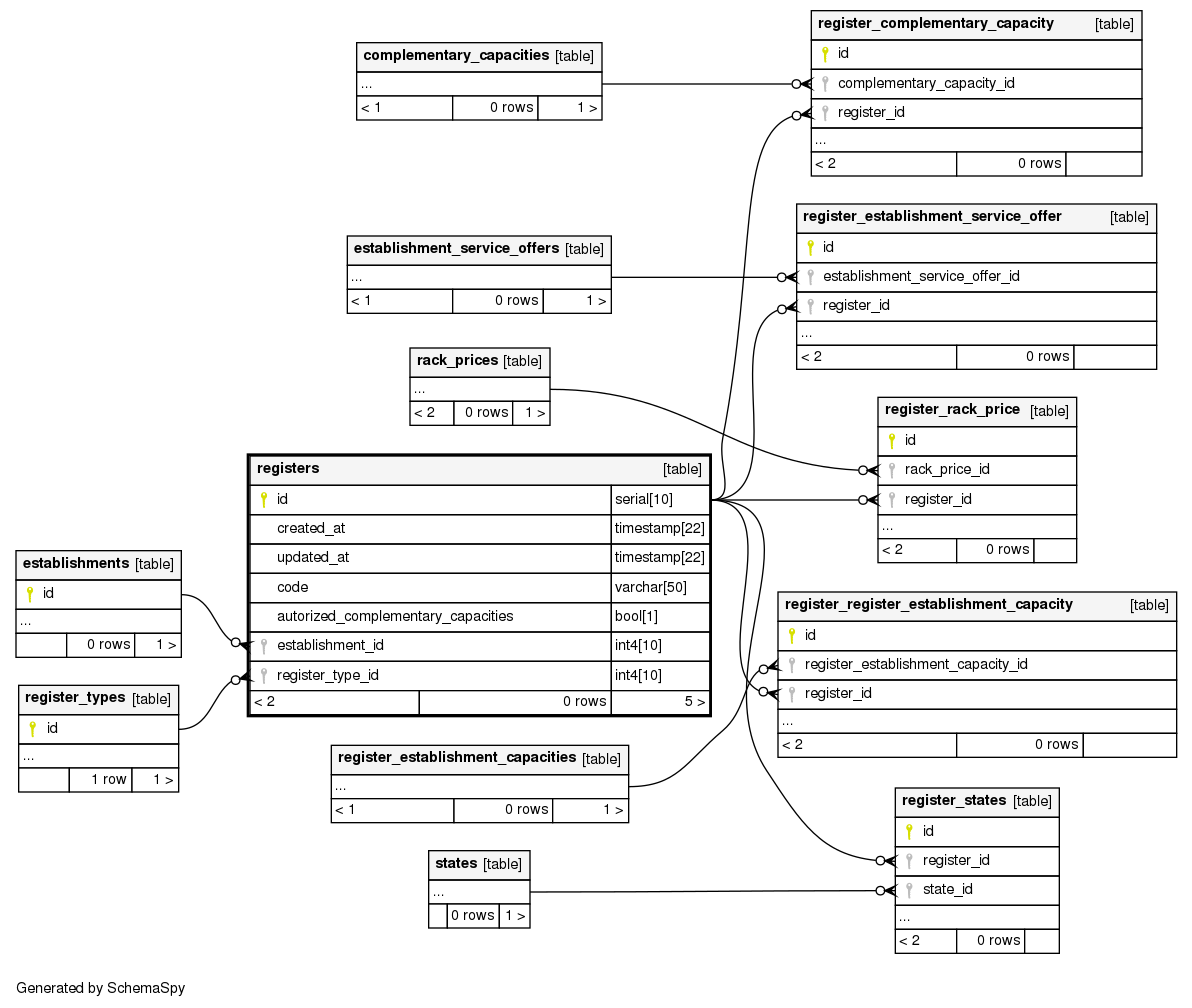 register_complementary_capacity [table]
id
complementary_capacity_id
register_id
...
< 2 0 rows
complementary_capacities [table]
...
< 1 0 rows 1 >
register_establishment_service_offer [table]
id
establishment_service_offer_id
register_id
...
< 2 0 rows
establishment_service_offers [table]
...
< 1 0 rows 1 >
rack_prices [table]
...
< 2 0 rows 1 >
register_rack_price [table]
id
rack_price_id
register_id
...
< 2 0 rows
registers [table]
id serial[10]
created_at timestamp[22]
updated_at timestamp[22]
code varchar[50]
autorized_complementary_capacities bool[1]
establishment_id int4[10]
register_type_id int4[10]
< 2 0 rows 5 >
establishments [table]
id
...
0 rows 1 >
register_types [table]
id
...
1 row 1 >
register_register_establishment_capacity [table]
id
register_establishment_capacity_id
register_id
...
< 2 0 rows
register_establishment_capacities [table]
...
< 1 0 rows 1 >
register_states [table]
id
register_id
state_id
...
< 2 0 rows
states [table]
...
0 rows 1 >
Generated by SchemaSpy